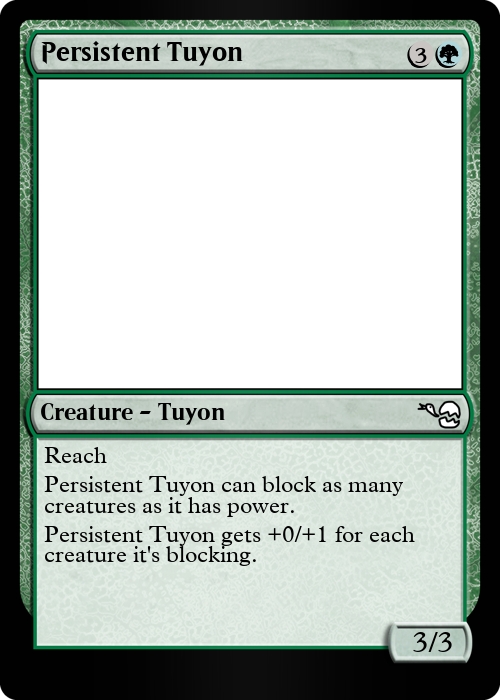 Persistent Tuyon 3
Creature – Tuyon
Reach
Persistent Tuyon can block as many
creatures as it has power.
Persistent Tuyon gets +0/+1 for each
creature it's blocking.
3/3